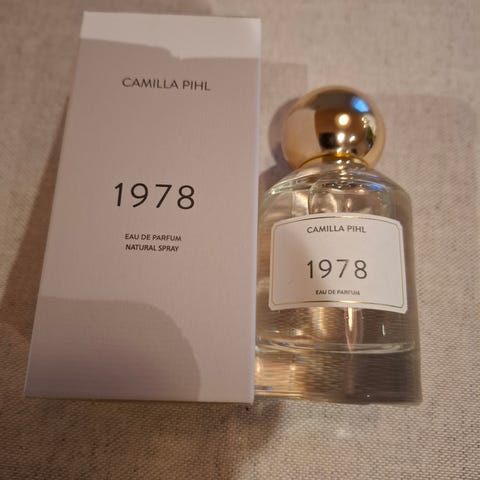 CAMILLA PIHL
1978
EAU DE PARFUM
NATURAL SPRAY
CAMILLA PIHL
1978
EAU DE PARFUM